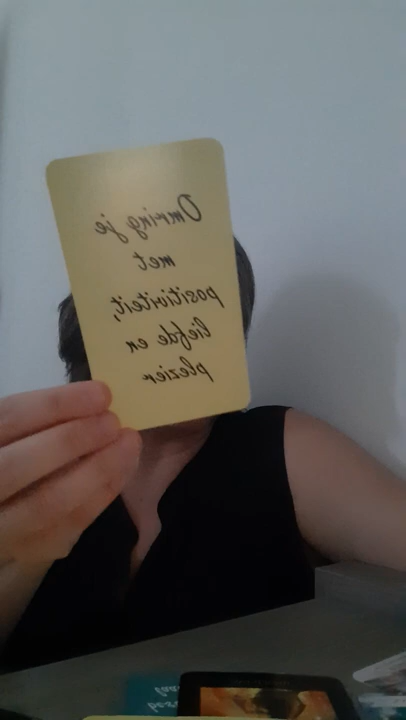 Omring je
met
positiviteit,
liefde en
plezier